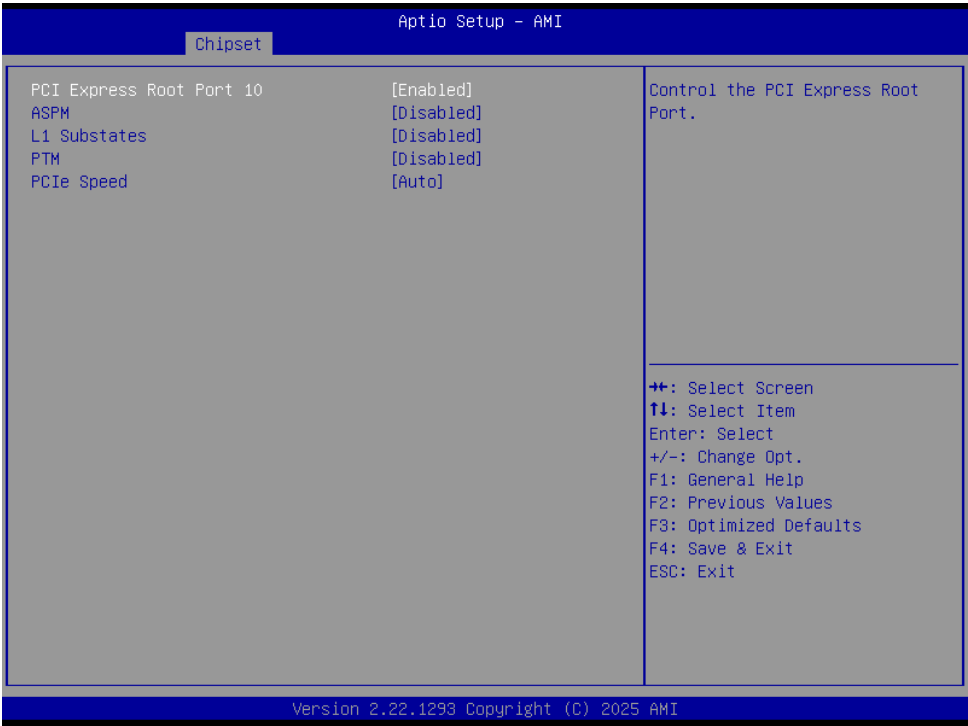 Aptio Setup – AMI
Chipset
PCI Express Root Port 10 [Enabled]
ASPM [Disabled]
L1 Substates [Disabled]
PTM [Disabled]
PCIe Speed [Auto]
Control the PCI Express Root
Port.
→←: Select Screen
↑↓: Select Item
Enter: Select
+/-: Change Opt.
F1: General Help
F2: Previous Values
F3: Optimized Defaults
F4: Save & Exit
ESC: Exit
Version 2.22.1293 Copyright (C) 2025 AMI